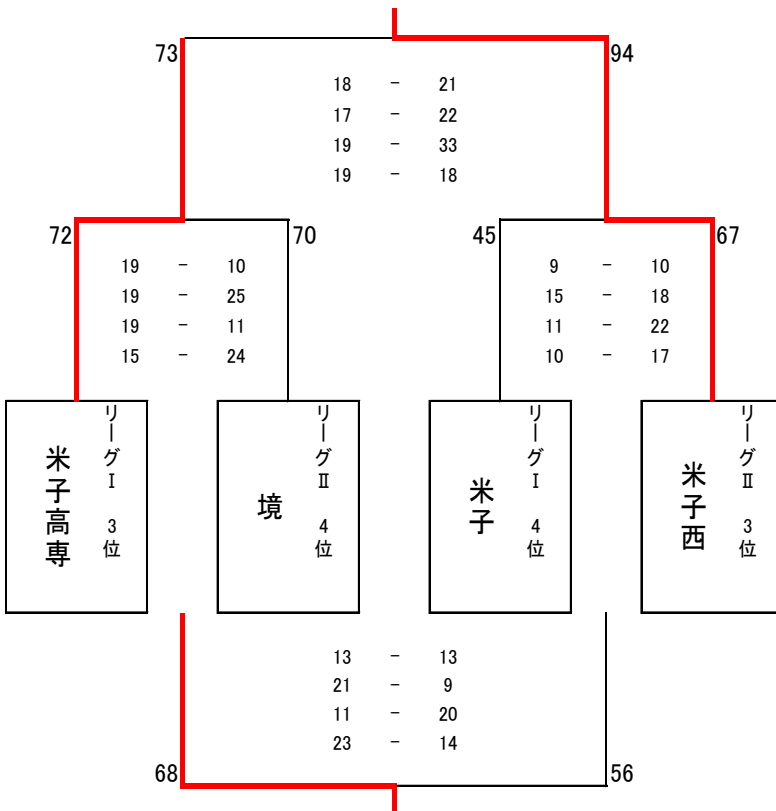 73 94
18 - 21
17 - 22
19 - 33
19 - 18
72 70 45 67
19 - 10
19 - 25
19 - 11
15 - 24
9 - 10
15 - 18
11 - 22
10 - 17
リーグⅠ 3位
米子高専
リーグⅡ 4位
境
リーグⅠ 4位
米子
リーグⅡ 3位
米子西
13 - 13
21 - 9
11 - 20
23 - 14
68 56